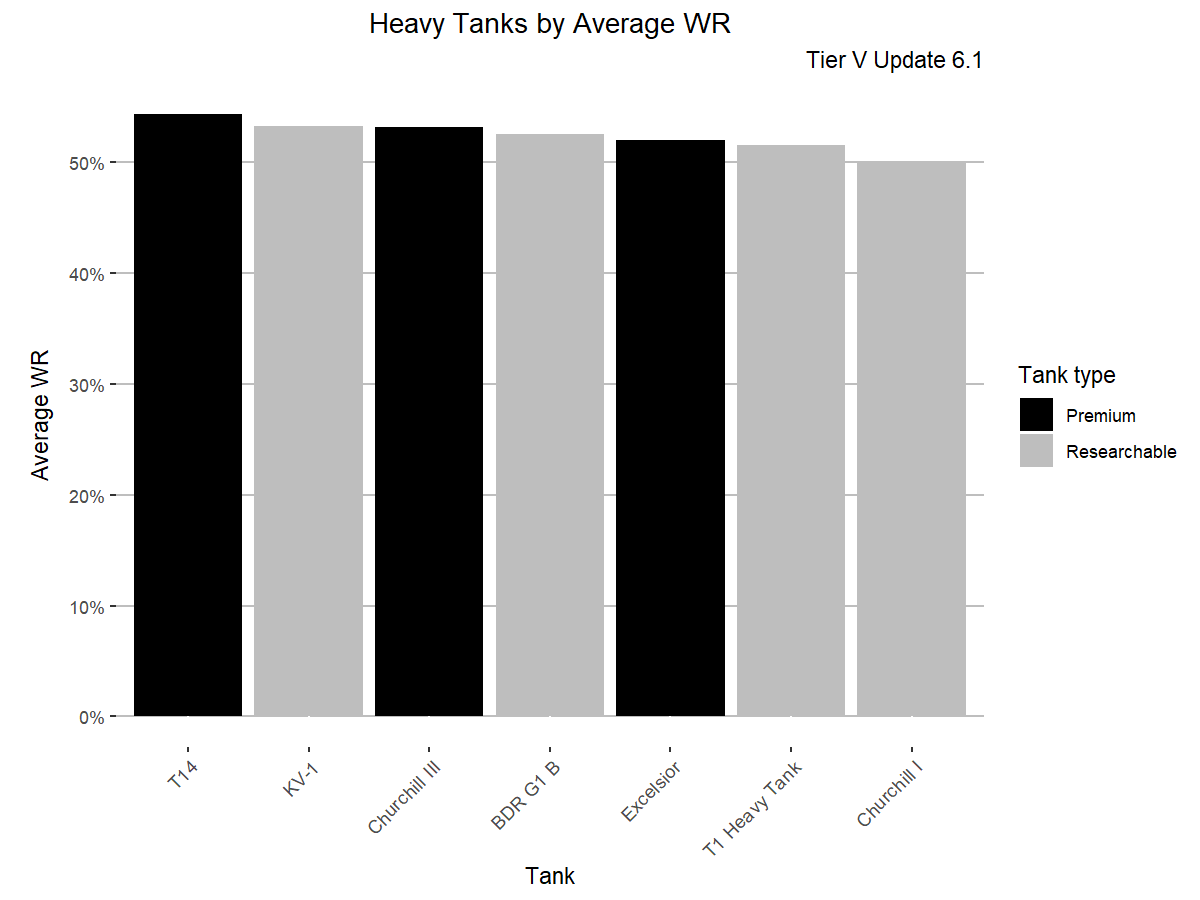 Heavy Tanks by Average WR
Tier V Update 6.1
Average WR
50%
40%
30%
20%
10%
0%
T14
KV-1
Churchill III
BDR G1 B
Excelsior
T1 Heavy Tank
Churchill I
Tank
Tank type
Premium
Researchable